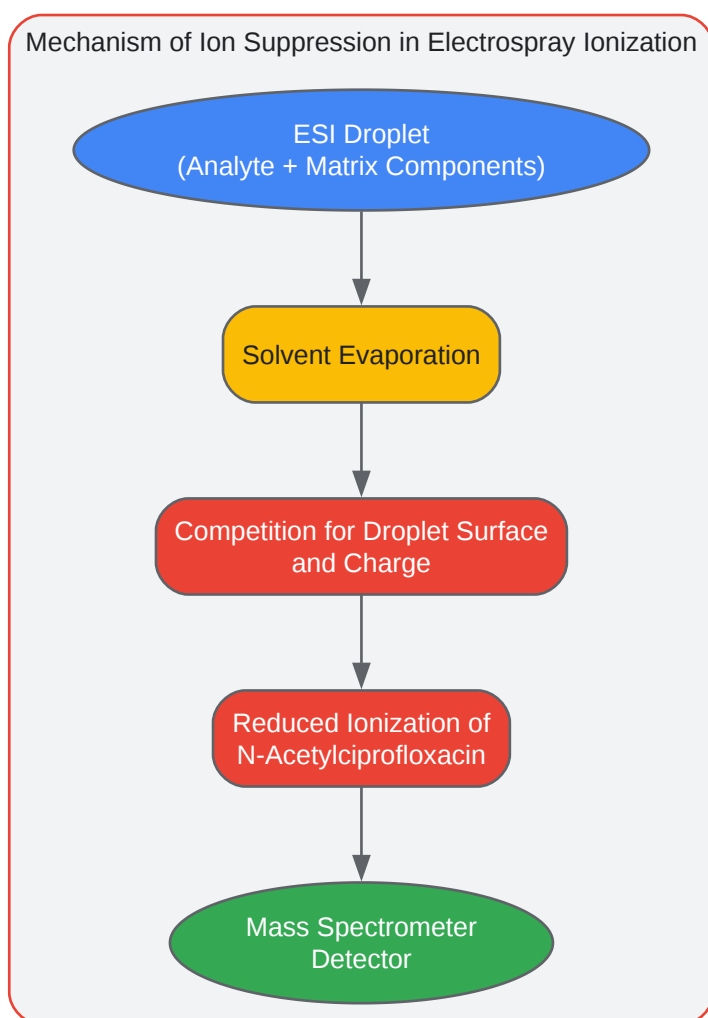 Mechanism of Ion Suppression in Electrospray Ionization
ESI Droplet
(Analyte + Matrix Components)
Solvent Evaporation
Competition for Droplet Surface
and Charge
Reduced Ionization of
N-Acetylciprofloxacin
Mass Spectrometer
Detector